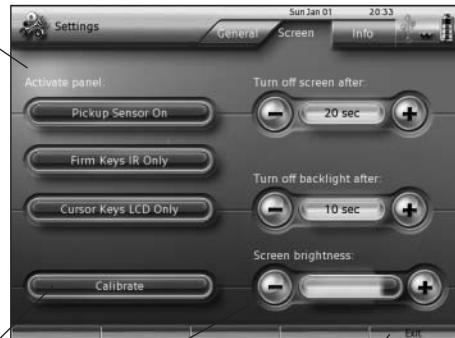 Sun Jan 01 20:33
Settings
General Screen Info
Activate panel:
Pickup Sensor On
Firm Keys IR Only
Cursor Keys LCD Only
Calibrate
Turn off screen after:
20 sec
Turn off backlight after:
10 sec
Screen brightness:
Exit